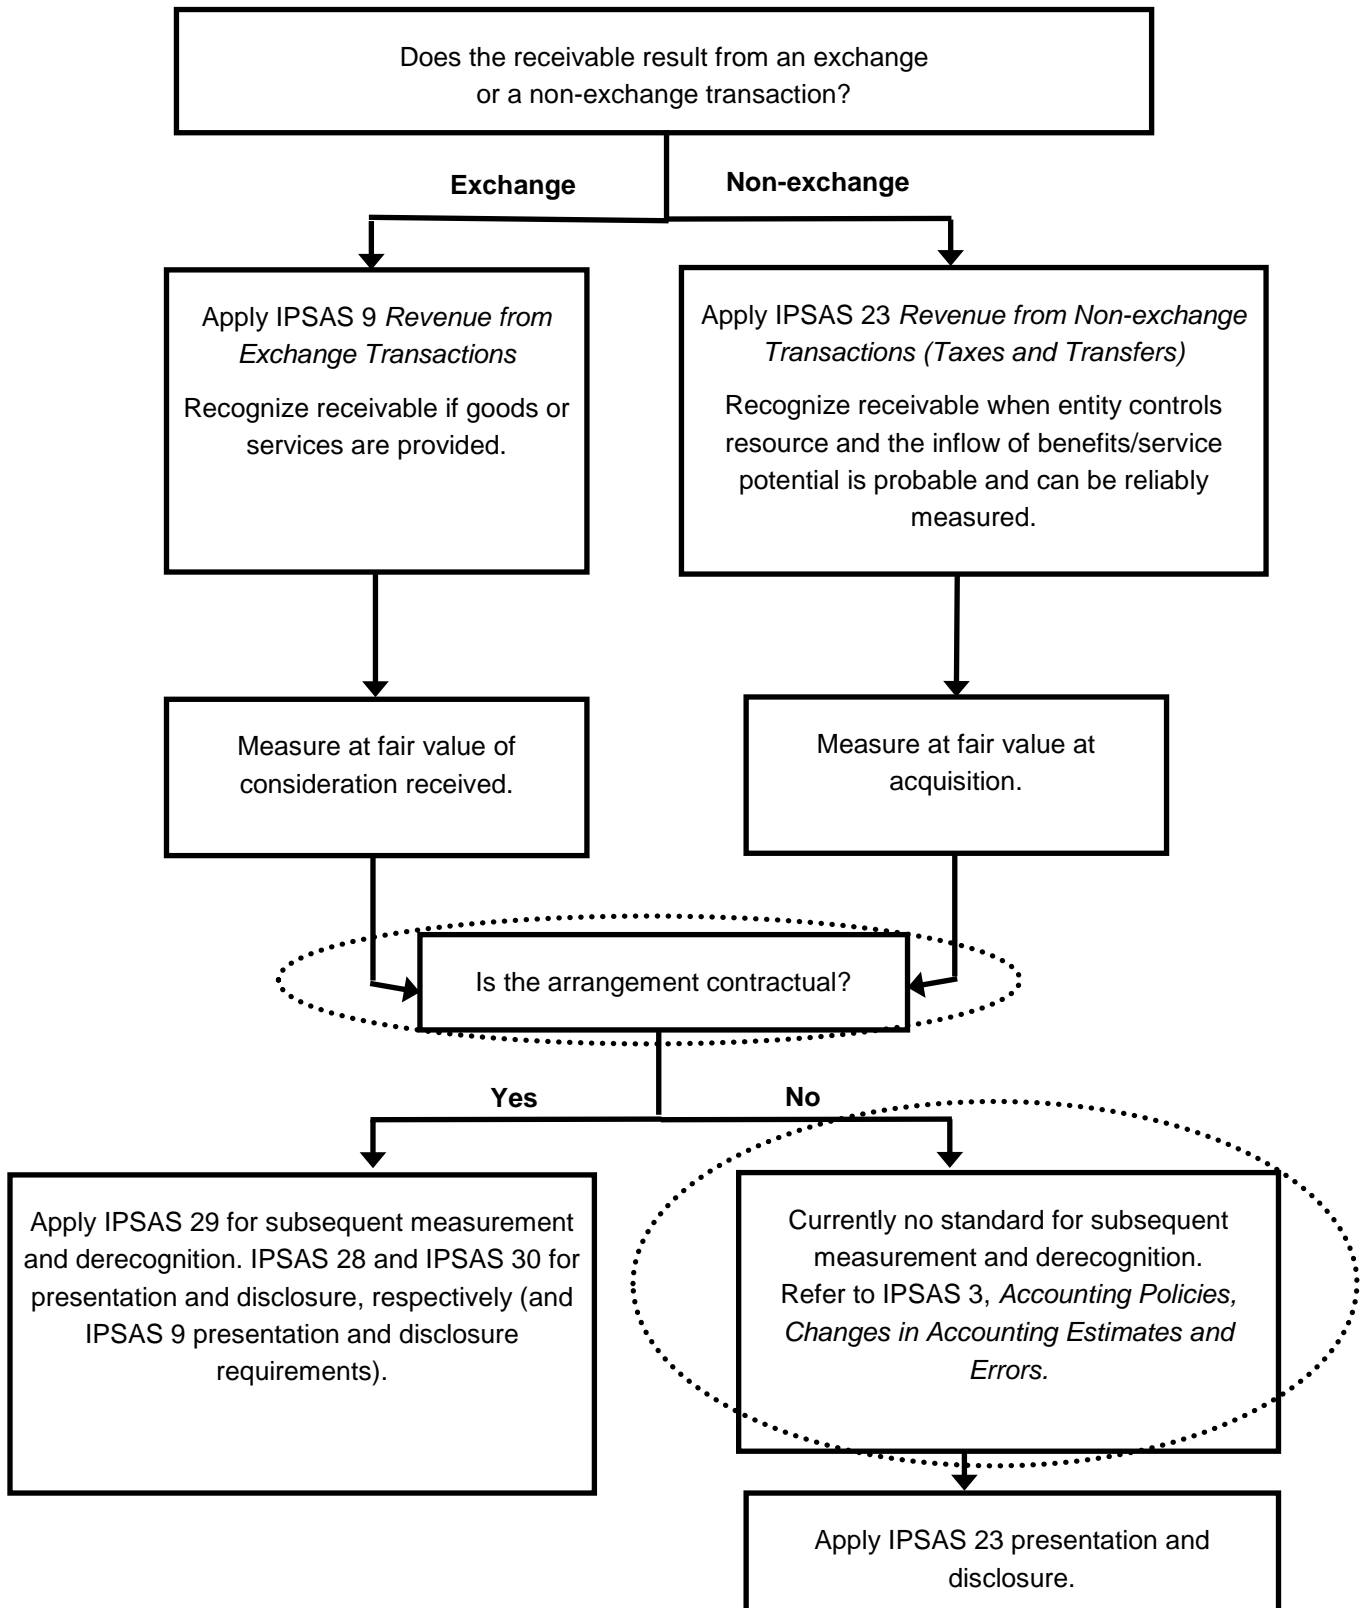 Does the receivable result from an exchange
or a non-exchange transaction?
Exchange
Non-exchange
Apply IPSAS 9 Revenue from
Exchange Transactions
Recognize receivable if goods or
services are provided.
Apply IPSAS 23 Revenue from Non-exchange
Transactions (Taxes and Transfers)
Recognize receivable when entity controls
resource and the inflow of benefits/service
potential is probable and can be reliably
measured.
Measure at fair value of
consideration received.
Measure at fair value at
acquisition.
Is the arrangement contractual?
Yes
No
Apply IPSAS 29 for subsequent measurement
and derecognition. IPSAS 28 and IPSAS 30 for
presentation and disclosure, respectively (and
IPSAS 9 presentation and disclosure
requirements).
Currently no standard for subsequent
measurement and derecognition.
Refer to IPSAS 3, Accounting Policies,
Changes in Accounting Estimates and
Errors.
Apply IPSAS 23 presentation and
disclosure.